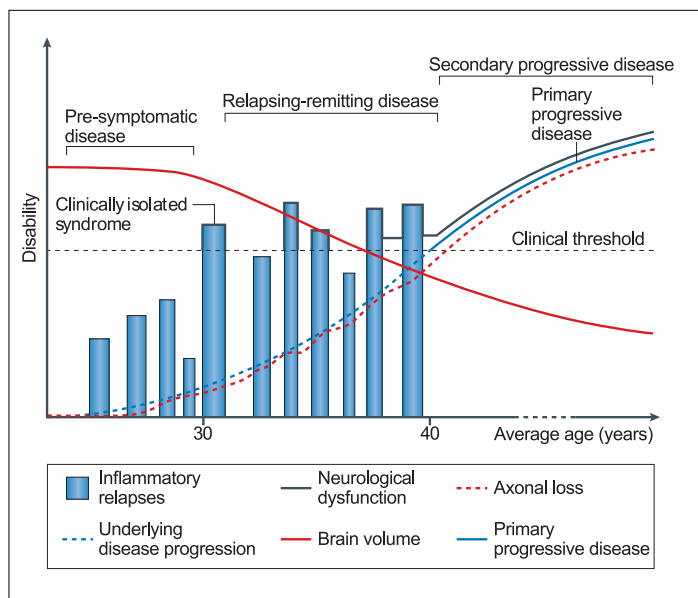 Secondary progressive disease
Relapsing-remitting disease
Primary
progressive
disease
Pre-symptomatic
disease
Clinically isolated
syndrome
Clinical threshold
Disability
30
40
Average age (years)
Inflammatory
relapses
Neurological
dysfunction
Axonal loss
Underlying
disease progression
Brain volume
Primary
progressive disease